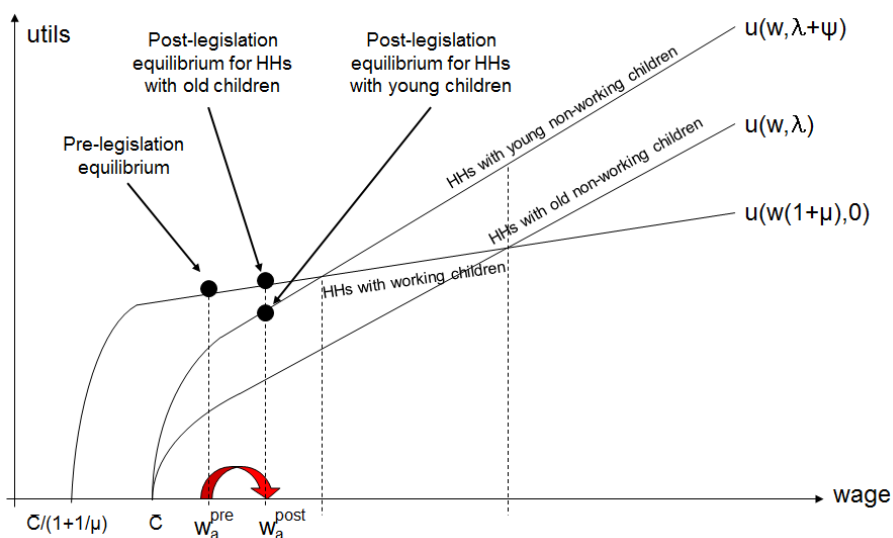 utils
Post-legislation
equilibrium for HHs
with old children
Post-legislation
equilibrium for HHs
with young children
Pre-legislation
equilibrium
u(w,λ+ψ)
HHs with young non-working children
u(w,λ)
HHs with old non-working children
u(w(1+μ),0)
HHs with working children
wage
C̄/(1+1/μ)
C̄
w_a^pre
w_a^post